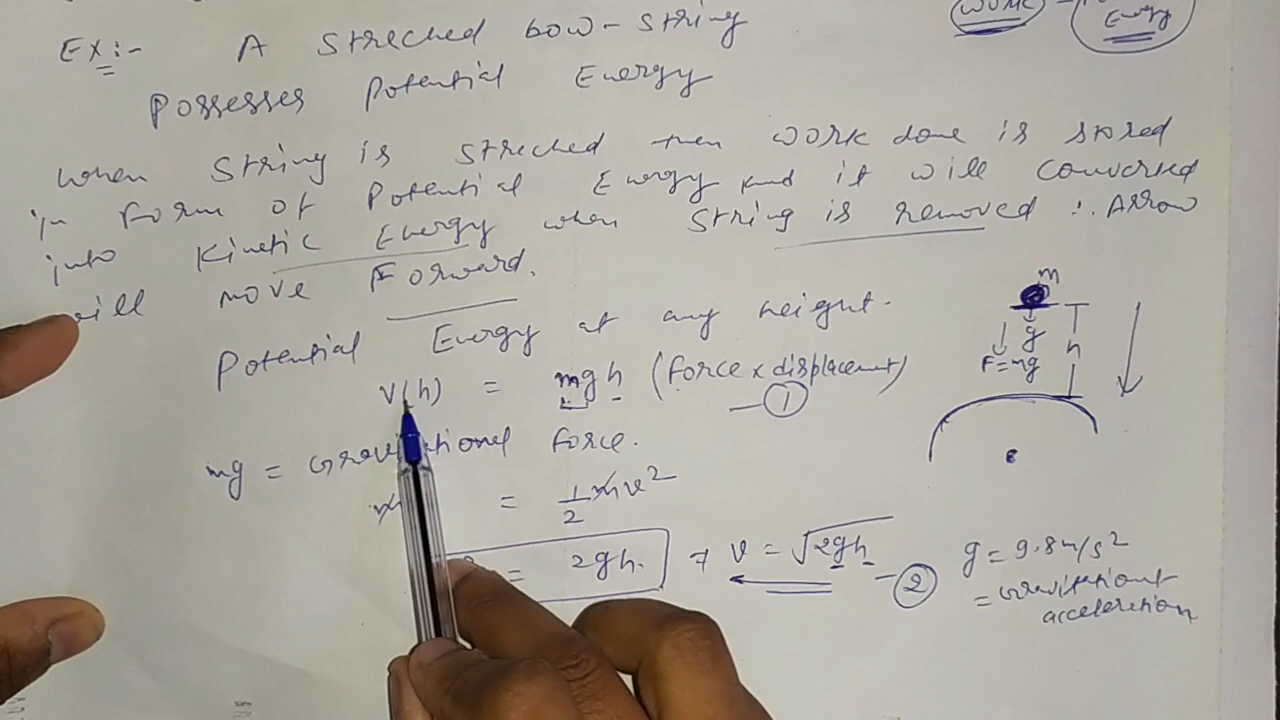 Work
Energy
Ex:- A streched bow-string
Possesses Potential Energy
When string is streched then work done is stored
in form of Potential Energy and it will converted
into Kinetic Energy when string is removed ∴ Arrow
will move Forward.
Potential Energy at any height.
V(h) = mgh (Force x displacement) — 1
mg = Gravitational Force.
= 1/2 mv²
= 2gh. → v = √2gh — 2
m
g
F=mg
h
g = 9.8 m/s²
= Gravitational
acceleration